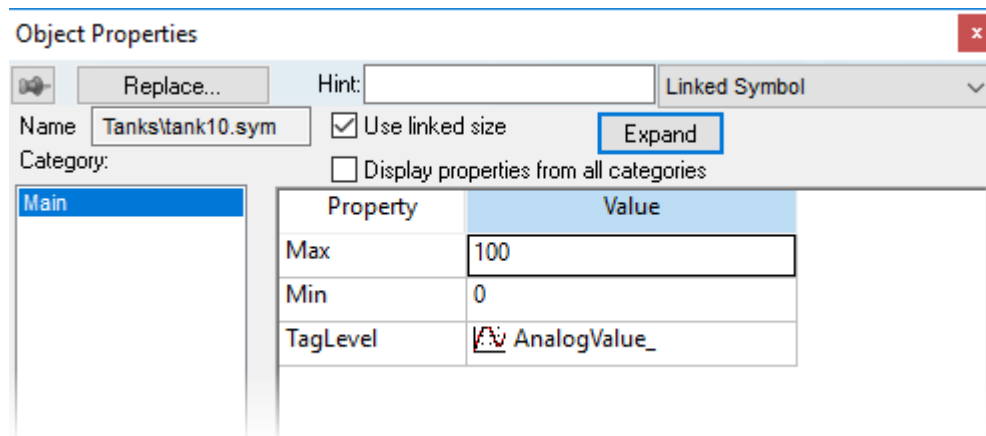 Object Properties
x
Replace...
Hint:
Linked Symbol
Name
Tanks\tank10.sym
Use linked size
Expand
Category:
Display properties from all categories
Main
Property
Value
Max
100
Min
0
TagLevel
AnalogValue_